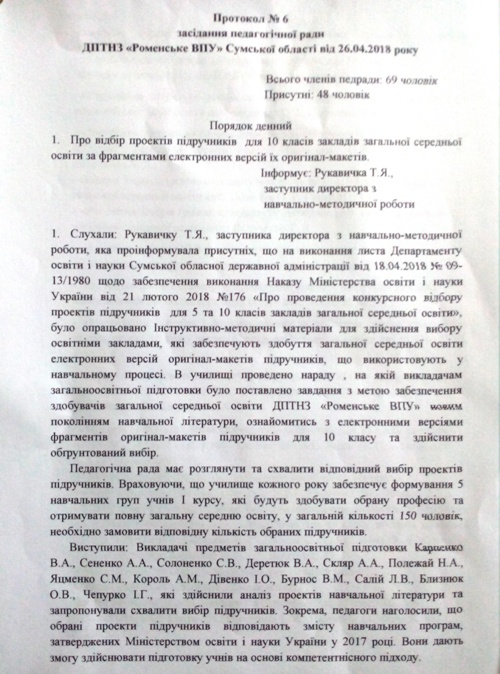 Протокол № 6
засідання педагогічної ради
ДПТНЗ «Роменське ВПУ» Сумської області від 26.04.2018 року
Всього членів педради: 69 чоловік
Присутні: 48 чоловік
Порядок денний
1. Про відбір проектів підручників для 10 класів закладів загальної середньої
освіти за фрагментами електронних версій їх оригінал-макетів.
Інформує: Рукавичка Т.Я.,
заступник директора з
навчально-методичної роботи
1. Слухали: Рукавичку Т.Я., заступника директора з навчально-методичної
роботи, яка проінформувала присутніх, що на виконання листа Департаменту
освіти і науки Сумської обласної державної адміністрації від 18.04.2018 № 09-
13/1980 щодо забезпечення виконання Наказу Міністерства освіти і науки
України від 21 лютого 2018 №176 «Про проведення конкурсного відбору
проектів підручників для 5 та 10 класів закладів загальної середньої освіти»,
було опрацьовано Інструктивно-методичні матеріали для здійснення вибору
освітніми закладами, які забезпечують здобуття загальної середньої освіти
електронних версій оригінал-макетів підручників, що використовують у
навчальному процесі. В училищі проведено нараду , на якій викладачам
загальноосвітньої підготовки було поставлено завдання з метою забезпечення
здобувачів загальної середньої освіти ДПТНЗ «Роменське ВПУ» новим
поколінням навчальної літератури, ознайомитись з електронними версіями
фрагментів оригінал-макетів підручників для 10 класу та здійснити
обґрунтований вибір.
Педагогічна рада має розглянути та схвалити відповідний вибір проектів
підручників. Враховуючи, що училище кожного року забезпечує формування 5
навчальних груп учнів І курсу, які будуть здобувати обрану професію та
отримувати повну загальну середню освіту, у загальній кількості 150 чоловік,
необхідно замовити відповідну кількість обраних підручників.
Виступили: Викладачі предметів загальноосвітньої підготовки Карпенко
В.А., Сененко А.А., Солоненко С.В., Деретюк В.А., Скляр А.А., Полежай Н.А.,
Яцменко С.М., Король А.М., Дівенко І.О., Бурнос В.М., Салій Л.В., Близнюк
О.В., Чепурко І.Г., які здійснили аналіз проектів навчальної літератури та
запропонували схвалити вибір підручників. Зокрема, педагоги наголосили, що
обрані проекти підручників відповідають змісту навчальних програм,
затверджених Міністерством освіти і науки України у 2017 році. Вони дають
змогу здійснювати підготовку учнів на основі компетентнісного підходу.